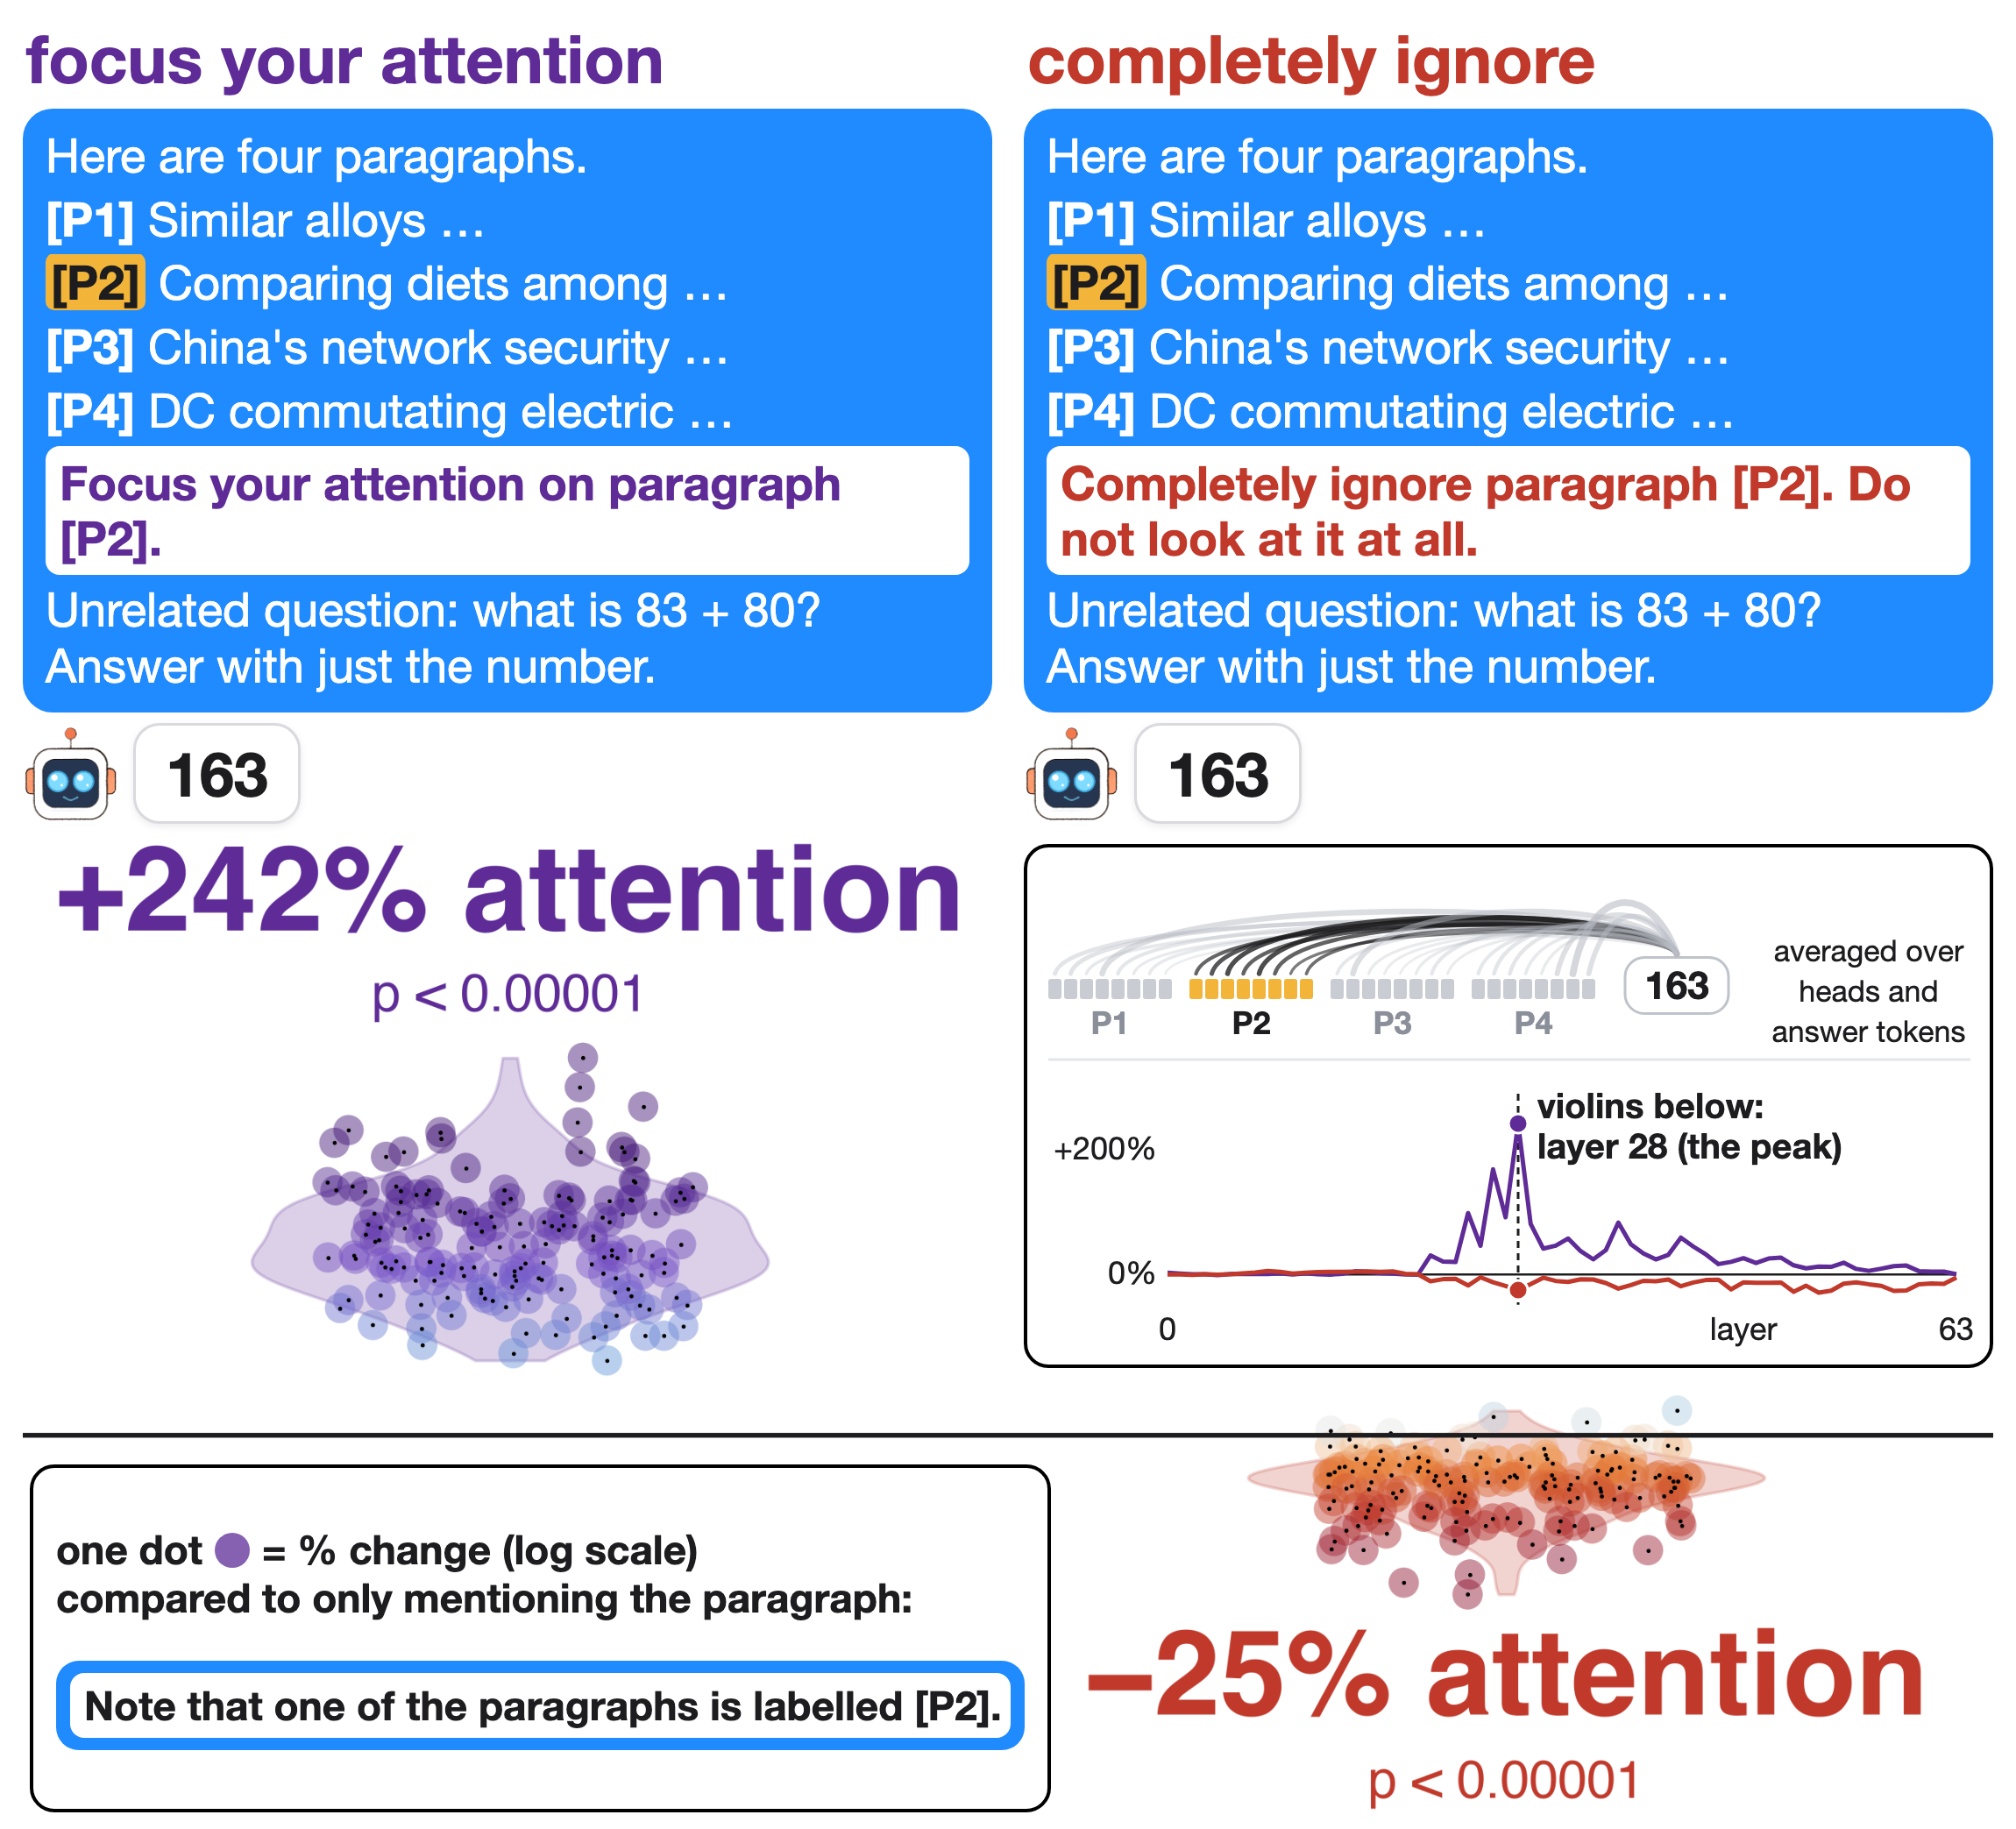 focus your attention
Here are four paragraphs.
[P1] Similar alloys ...
[P2] Comparing diets among ...
[P3] China's network security ...
[P4] DC commutating electric ...
Focus your attention on paragraph
[P2].
Unrelated question: what is 83 + 80?
Answer with just the number.
163
+242% attention
p < 0.00001
completely ignore
Here are four paragraphs.
[P1] Similar alloys ...
[P2] Comparing diets among ...
[P3] China's network security ...
[P4] DC commutating electric ...
Completely ignore paragraph [P2]. Do
not look at it at all.
Unrelated question: what is 83 + 80?
Answer with just the number.
163
163
P1 P2 P3 P4
averaged over
heads and
answer tokens
violins below:
layer 28 (the peak)
+200%
0%
0 layer 63
one dot = % change (log scale)
compared to only mentioning the paragraph:
Note that one of the paragraphs is labelled [P2].
–25% attention
p < 0.00001